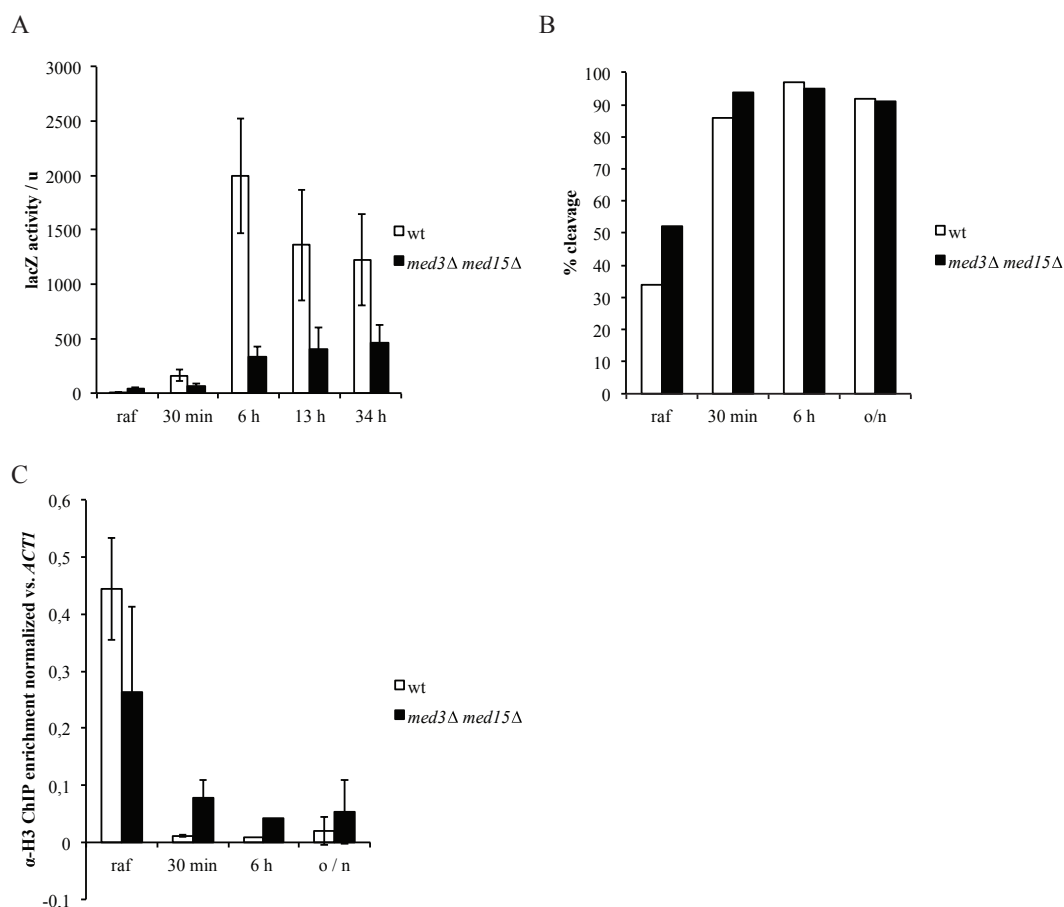 A
lacZ activity / u
3000
2500
2000
1500
1000
500
0
raf 30 min 6 h 13 h 34 h
wt
med3Δ med15Δ
B
% cleavage
100
90
80
70
60
50
40
30
20
10
0
raf 30 min 6 h o/n
wt
med3Δ med15Δ
C
α-H3 ChIP enrichment normalized vs. ACT1
0,6
0,5
0,4
0,3
0,2
0,1
0
-0,1
raf 30 min 6 h o / n
wt
med3Δ med15Δ